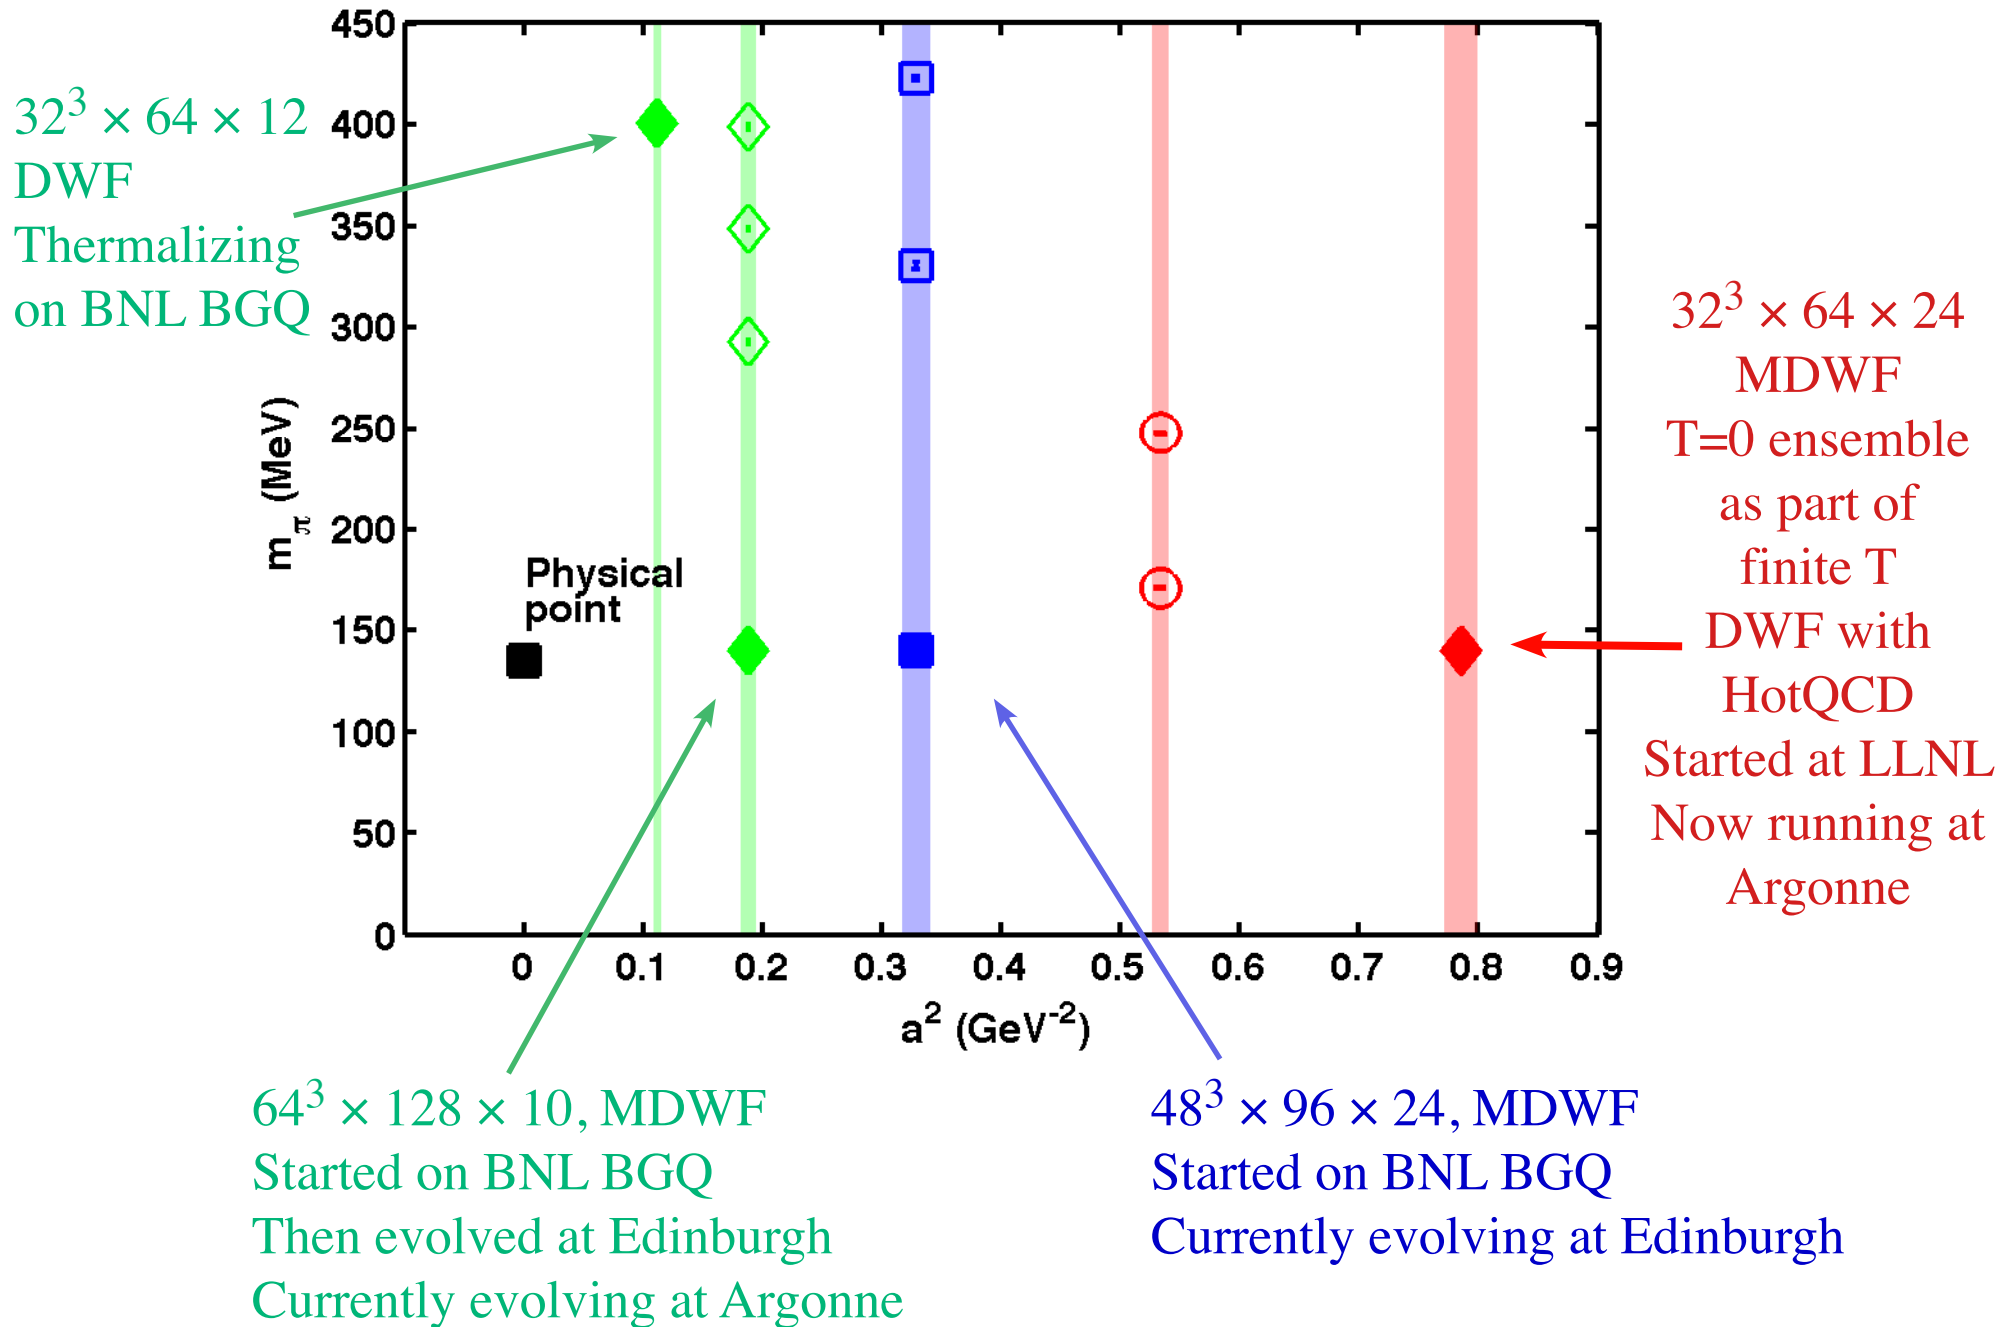 32³ × 64 × 12
DWF
Thermalizing
on BNL BGQ
450
400
350
300
250
200
150
100
50
0
m_π (MeV)
Physical
point
0 0.1 0.2 0.3 0.4 0.5 0.6 0.7 0.8 0.9
a² (GeV⁻²)
32³ × 64 × 24
MDWF
T=0 ensemble
as part of
finite T
DWF with
HotQCD
Started at LLNL
Now running at
Argonne
64³ × 128 × 10, MDWF
Started on BNL BGQ
Then evolved at Edinburgh
Currently evolving at Argonne
48³ × 96 × 24, MDWF
Started on BNL BGQ
Currently evolving at Edinburgh